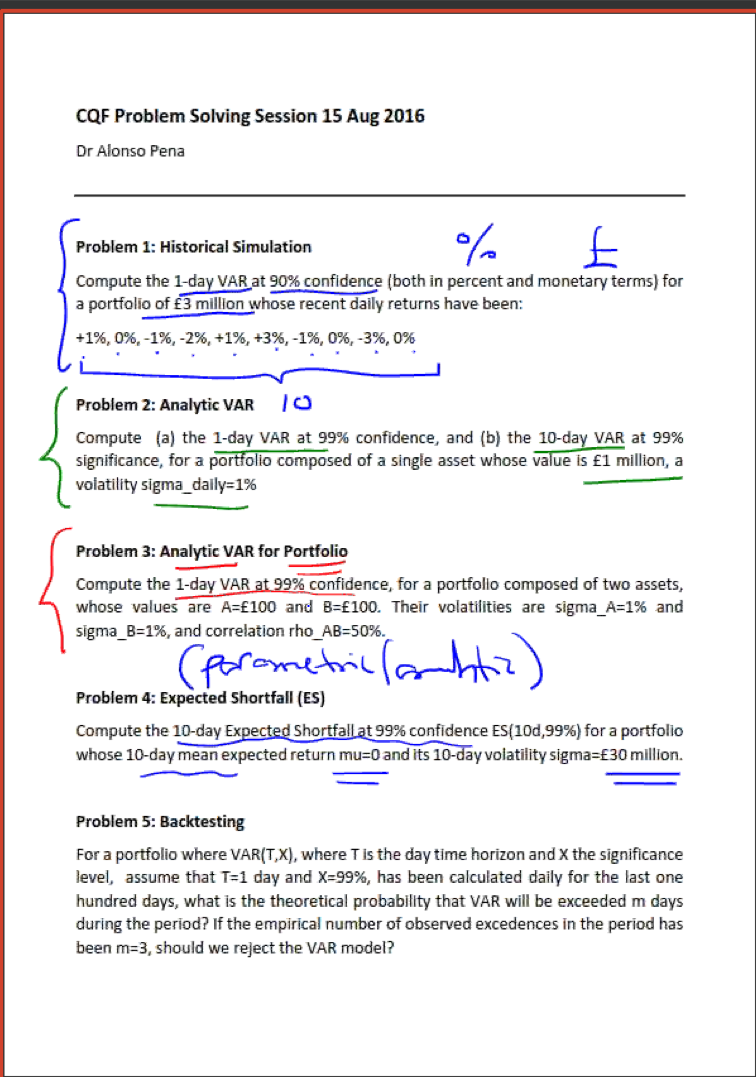 CQF Problem Solving Session 15 Aug 2016
Dr Alonso Pena
% £
Problem 1: Historical Simulation
Compute the 1-day VAR at 90% confidence (both in percent and monetary terms) for
a portfolio of £3 million whose recent daily returns have been:
+1%, 0%, -1%, -2%, +1%, +3%, -1%, 0%, -3%, 0%
Problem 2: Analytic VAR 10
Compute (a) the 1-day VAR at 99% confidence, and (b) the 10-day VAR at 99%
significance, for a portfolio composed of a single asset whose value is £1 million, a
volatility sigma_daily=1%
Problem 3: Analytic VAR for Portfolio
Compute the 1-day VAR at 99% confidence, for a portfolio composed of two assets,
whose values are A=£100 and B=£100. Their volatilities are sigma_A=1% and
sigma_B=1%, and correlation rho_AB=50%.
(parametric/
Problem 4: Expected Shortfall (ES)
Compute the 10-day Expected Shortfall at 99% confidence ES(10d,99%) for a portfolio
whose 10-day mean expected return mu=0 and its 10-day volatility sigma=£30 million.
Problem 5: Backtesting
For a portfolio where VAR(T,X), where T is the day time horizon and X the significance
level, assume that T=1 day and X=99%, has been calculated daily for the last one
hundred days, what is the theoretical probability that VAR will be exceeded m days
during the period? If the empirical number of observed excedences in the period has
been m=3, should we reject the VAR model?